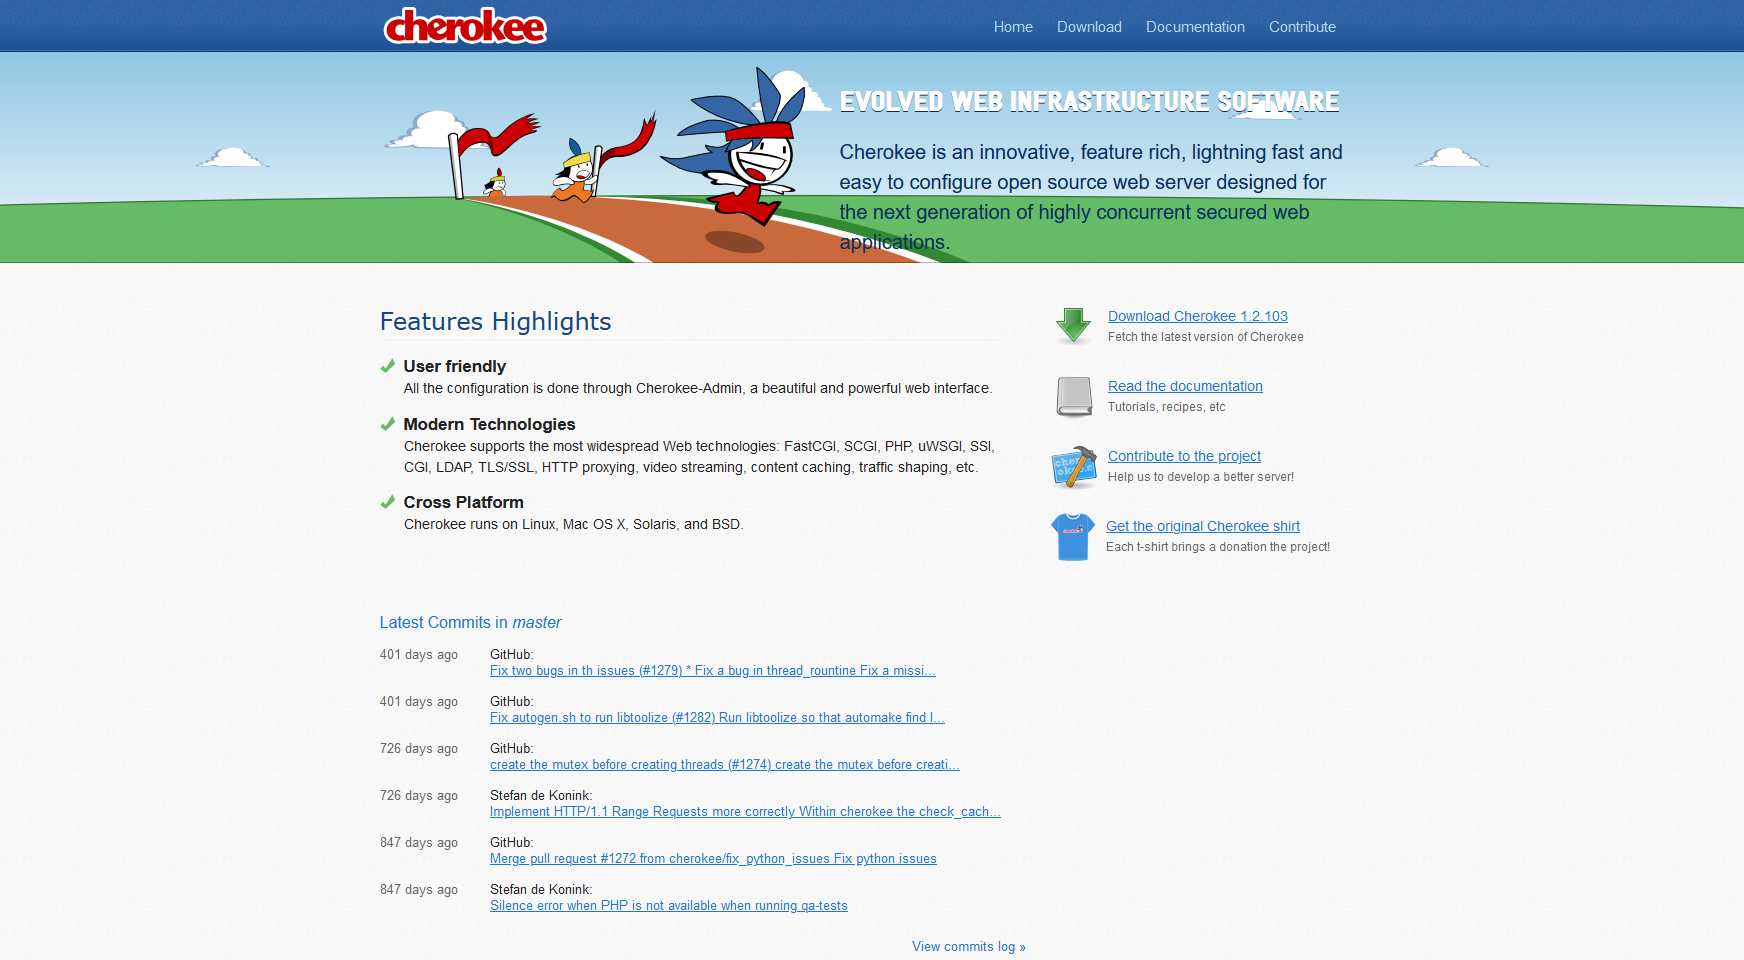 cherokee
Home Download Documentation Contribute
EVOLVED WEB INFRASTRUCTURE SOFTWARE
Cherokee is an innovative, feature rich, lightning fast and
easy to configure open source web server designed for
the next generation of highly concurrent secured web
applications.
Features Highlights
User friendly
All the configuration is done through Cherokee-Admin, a beautiful and powerful web interface.
Modern Technologies
Cherokee supports the most widespread Web technologies: FastCGI, SCGI, PHP, uWSGI, SSI,
CGI, LDAP, TLS/SSL, HTTP proxying, video streaming, content caching, traffic shaping, etc.
Cross Platform
Cherokee runs on Linux, Mac OS X, Solaris, and BSD.
Download Cherokee 1.2.103
Fetch the latest version of Cherokee
Read the documentation
Tutorials, recipes, etc
Contribute to the project
Help us to develop a better server!
Get the original Cherokee shirt
Each t-shirt brings a donation the project!
Latest Commits in master
401 days ago GitHub:
Fix two bugs in th issues (#1279) * Fix a bug in thread_rountine Fix a missi...
401 days ago GitHub:
Fix autogen.sh to run libtoolize (#1282) Run libtoolize so that automake find l...
726 days ago GitHub:
create the mutex before creating threads (#1274) create the mutex before creati...
726 days ago Stefan de Konink:
Implement HTTP/1.1 Range Requests more correctly Within cherokee the check_cach...
847 days ago GitHub:
Merge pull request #1272 from cherokee/fix_python_issues Fix python issues
847 days ago Stefan de Konink:
Silence error when PHP is not available when running qa-tests
View commits log »